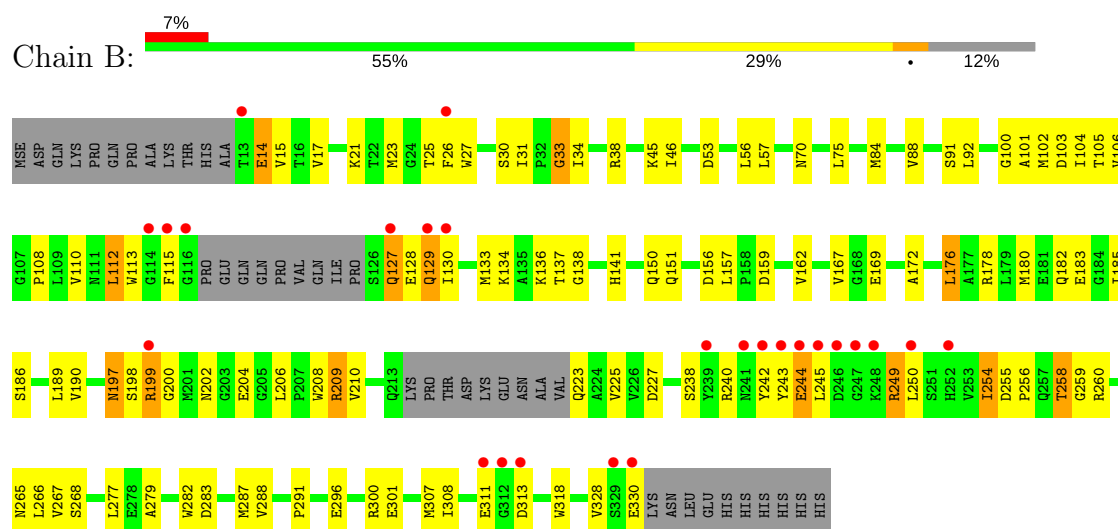 7%
Chain B:
55% 29% • 12%
MSE ASP GLN LYS PRO GLN PRO ALA LYS THR HIS ALA T13 E14 V15 T16 V17 K21 T22 M23 G24 T25 F26 W27 S30 I31 P32 G33 I34 R38 K45 I46 D53 L56 L57 N70 L75 M84 V88 S91 L92 G100 A101 M102 D103 I104 T105 V106
G107 P108 L109 V110 N111 L112 W113 G114 F115 G116 PRO GLU GLN GLN PRO VAL GLN ILE PRO S126 Q127 E128 Q129 I130 M133 K134 A135 K136 T137 G138 H141 Q150 Q151 D156 L157 P158 D159 V162 V167 G168 E169 A172 L176 A177 R178 L179 M180 E181 Q182 E183 G184 I185
S186 L189 V190 N197 S198 R199 G200 M201 N202 G203 E204 G205 L206 P207 W208 R209 V210 Q213 LYS PRO THR ASP LYS GLU ASN ALA VAL Q223 A224 V225 V226 D227 S238 Y239 R240 N241 Y242 Y243 E244 L245 D246 G247 K248 R249 L250 S251 H252 V253 I254 D255 P256 Q257 T258 G259 R260
N265 L266 V267 S268 L277 E278 A279 W282 D283 M287 V288 P291 E296 R300 E301 M307 I308 E311 G312 D313 W318 V328 S329 E330 LYS ASN LEU GLU HIS HIS HIS HIS HIS HIS